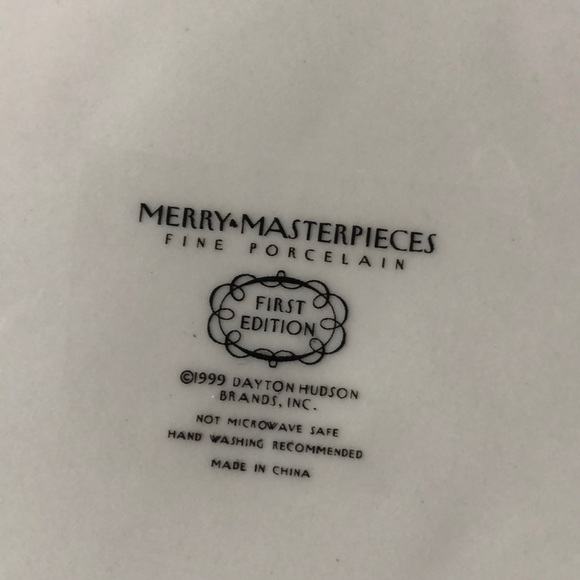 MERRY MASTERPIECES
FINE PORCELAIN
FIRST
EDITION
©1999 DAYTON HUDSON
BRANDS, INC.
NOT MICROWAVE SAFE
HAND WASHING RECOMMENDED
MADE IN CHINA